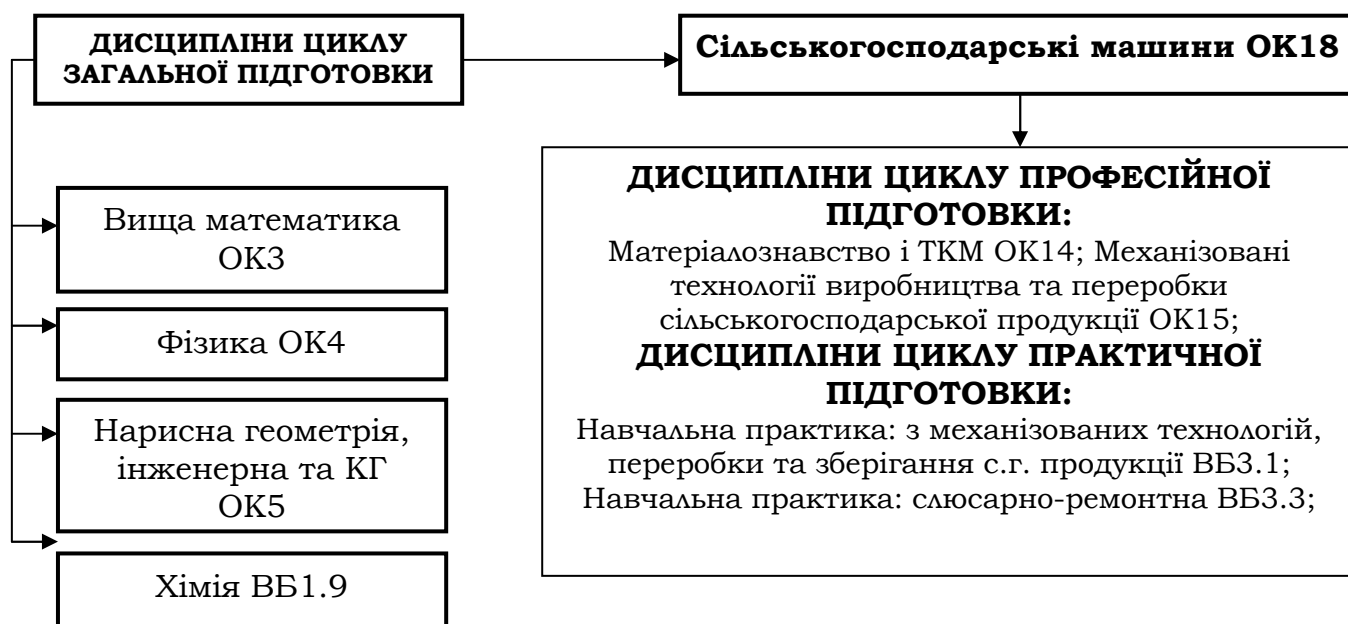 ДИСЦИПЛІНИ ЦИКЛУ
ЗАГАЛЬНОЇ ПІДГОТОВКИ
Сільськогосподарські машини ОК18
Вища математика
ОК3
Фізика ОК4
Нарисна геометрія,
інженерна та КГ
ОК5
Хімія ВБ1.9
ДИСЦИПЛІНИ ЦИКЛУ ПРОФЕСІЙНОЇ
ПІДГОТОВКИ:
Матеріалознавство і ТКМ ОК14; Механізовані
технології виробництва та переробки
сільськогосподарської продукції ОК15;
ДИСЦИПЛІНИ ЦИКЛУ ПРАКТИЧНОЇ
ПІДГОТОВКИ:
Навчальна практика: з механізованих технологій,
переробки та зберігання с.г. продукції ВБ3.1;
Навчальна практика: слюсарно-ремонтна ВБ3.3;